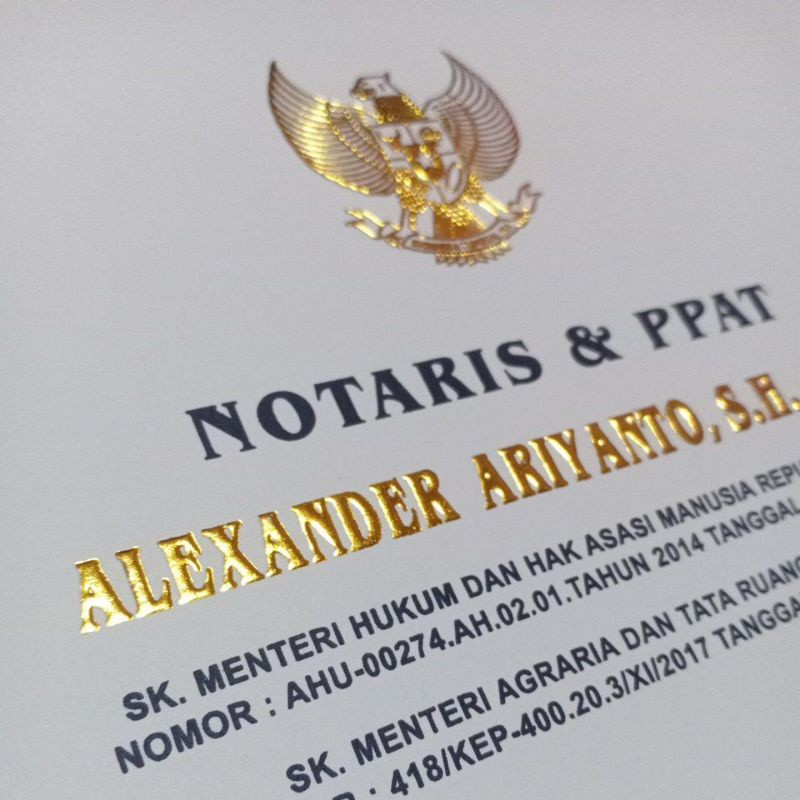 NOTARIS & PPAT
ALEXANDER ARIYANTO, S.H.
SK. MENTERI HUKUM DAN HAK ASASI MANUSIA
NOMOR : AHU-00274.AH.02.01.TAHUN 2014 TANGGAL
SK. MENTERI AGRARIA DAN TATA RUANG
: 418/KEP-400.20.3/XI/2017 TANGGAL